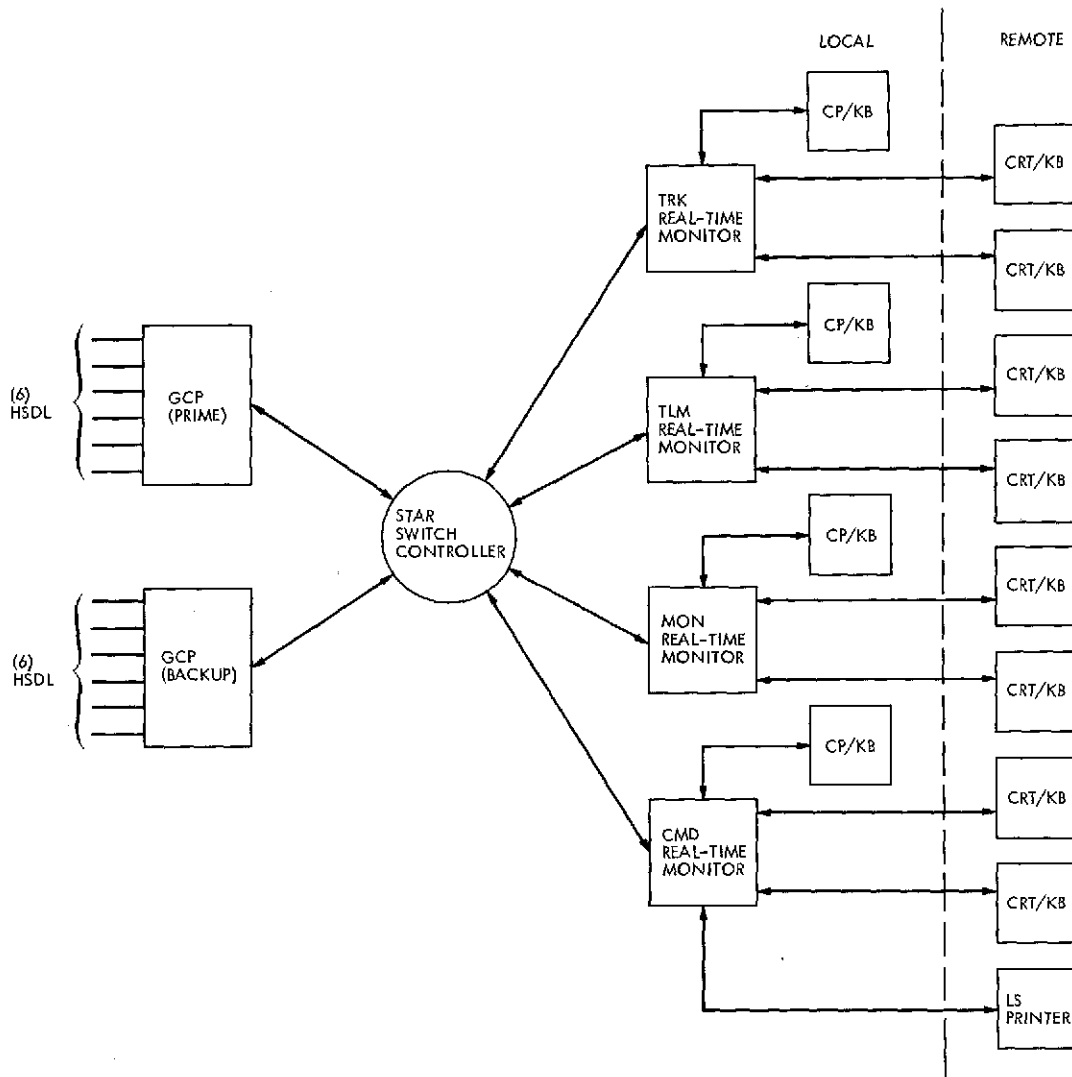 LOCAL
REMOTE
CP/KB
CRT/KB
TRK
REAL-TIME
MONITOR
CRT/KB
CP/KB
CRT/KB
(6)
HSDL
GCP
(PRIME)
TLM
REAL-TIME
MONITOR
CRT/KB
STAR
SWITCH
CONTROLLER
CP/KB
CRT/KB
(6)
HSDL
GCP
(BACKUP)
MON
REAL-TIME
MONITOR
CRT/KB
CP/KB
CRT/KB
CMD
REAL-TIME
MONITOR
CRT/KB
LS
PRINTER